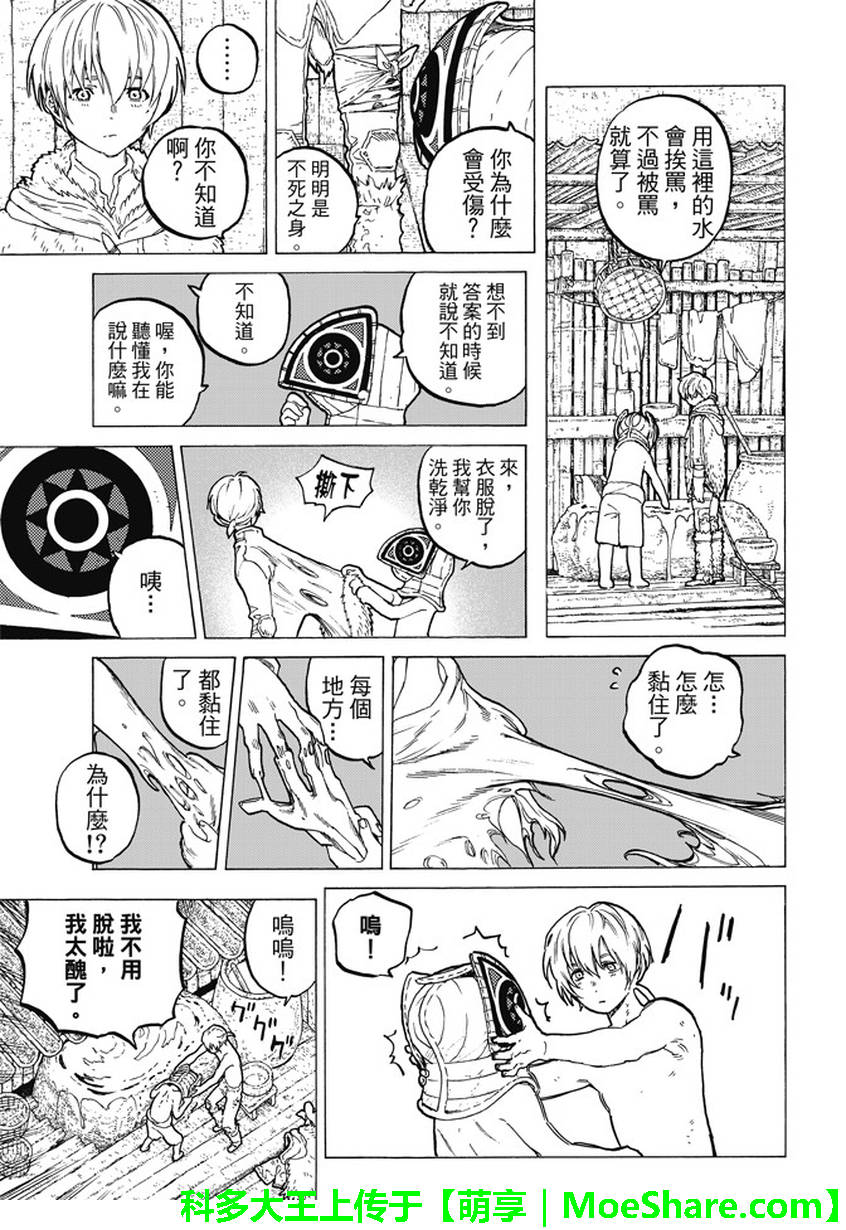 用這裡的水
會挨罵，
不過被罵
就算了。
你為什麼
會受傷？
明明是
不死之身。
……
你不知道
啊？
想不到
答案的時候
就說不知道。
不知道。
喔，你能
聽懂我在
說什麼嘛。
來，
衣服脫了，
我幫你
洗乾淨。
撕下
咦…
怎…
怎麼
黏住了。
每個
地方…
都黏住
了。
為什麼!?
嗚！
嗚嗚！
我不用
脫啦，
我太醜了。
グググ
グググ
科多大王上传于【萌享｜MoeShare.com】